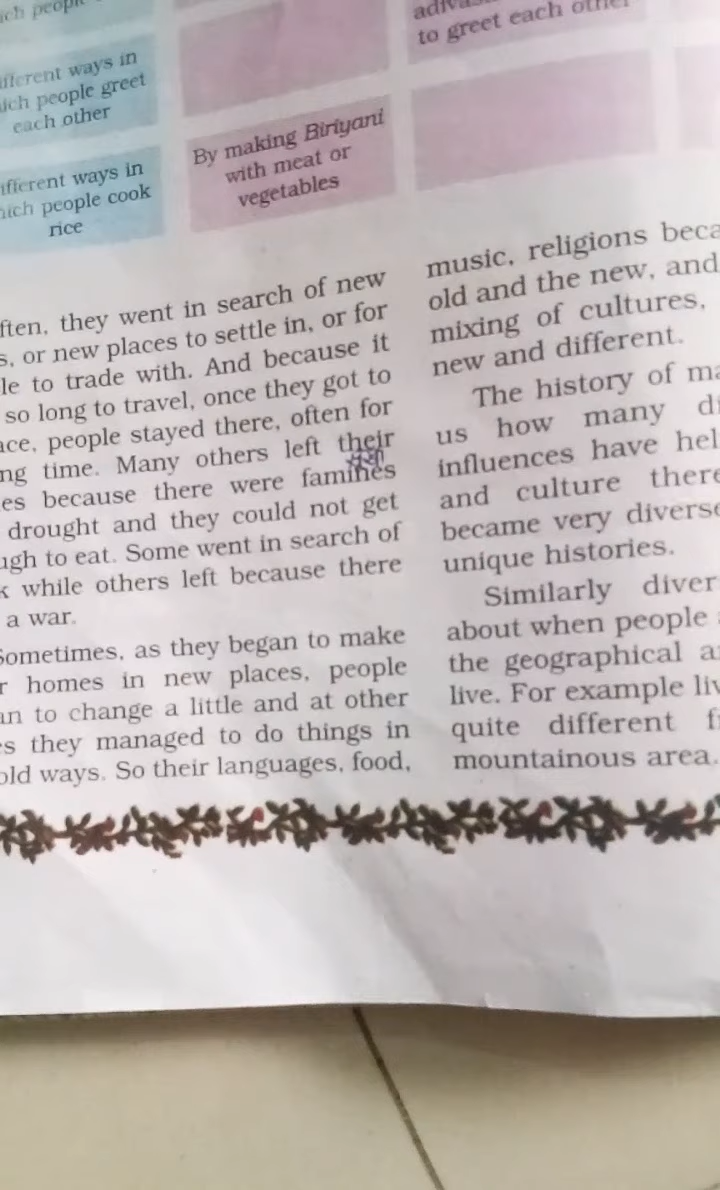 ich people
adivas
to greet each other
fferent ways in
ich people greet
each other
By making Biriyani
with meat or
vegetables
fferent ways in
hich people cook
rice
ften, they went in search of new
s, or new places to settle in, or for
le to trade with. And because it
so long to travel, once they got to
ace, people stayed there, often for
ng time. Many others left their
es because there were famines
drought and they could not get
ugh to eat. Some went in search of
k while others left because there
a war.
Sometimes, as they began to make
r homes in new places, people
an to change a little and at other
es they managed to do things in
old ways. So their languages, food,
music, religions beca
old and the new, and
mixing of cultures,
new and different.
The history of ma
us how many di
influences have hel
and culture there
became very diverse
unique histories.
Similarly diver
about when people a
the geographical a
live. For example liv
quite different f
mountainous area.